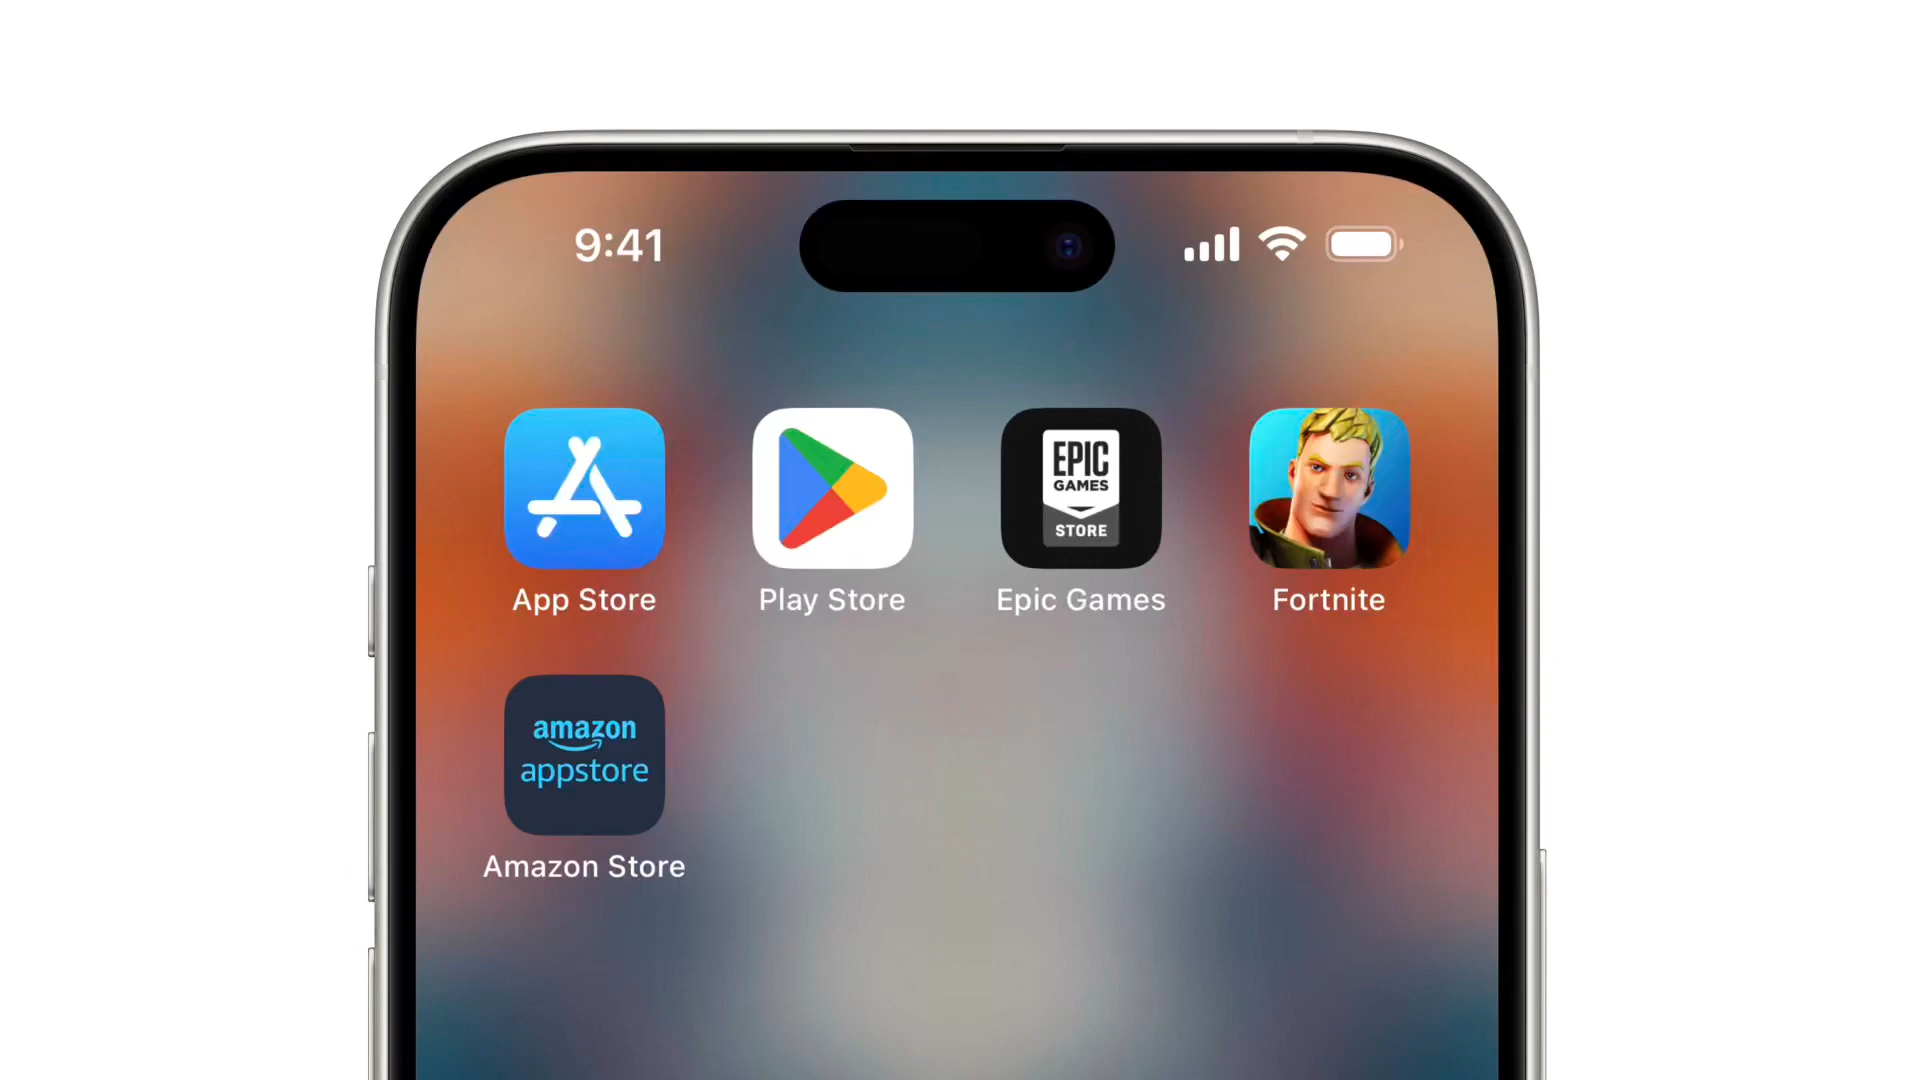 9:41
EPIC
GAMES
STORE
App Store
Play Store
Epic Games
Fortnite
amazon
appstore
Amazon Store